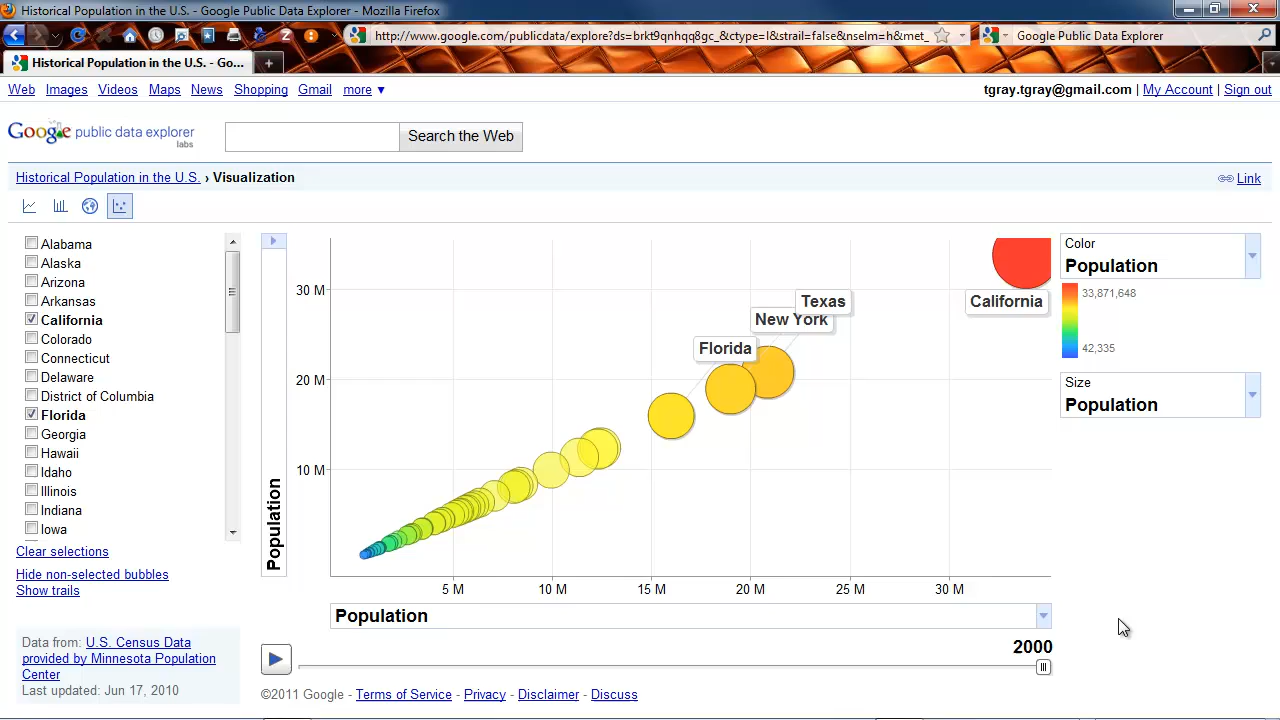 Historical Population in the U.S. - Google Public Data Explorer - Mozilla Firefox
http://www.google.com/publicdata/explore?ds=brkt9qnhqq8gc_&ctype=l&strail=false&nselm=h&met_
Google Public Data Explorer
Historical Population in the U.S. - Go...
Web Images Videos Maps News Shopping Gmail more ▼
tgray.tgray@gmail.com | My Account | Sign out
Google public data explorer
labs
Search the Web
Historical Population in the U.S. › Visualization
Link
Alabama
Alaska
Arizona
Arkansas
California
Colorado
Connecticut
Delaware
District of Columbia
Florida
Georgia
Hawaii
Idaho
Illinois
Indiana
Iowa
Clear selections
Hide non-selected bubbles
Show trails
Data from: U.S. Census Data
provided by Minnesota Population
Center
Last updated: Jun 17, 2010
Population
30 M
20 M
10 M
Texas
New York
Florida
California
5 M
10 M
15 M
20 M
25 M
30 M
Population
2000
Color
Population
33,871,648
42,335
Size
Population
©2011 Google - Terms of Service - Privacy - Disclaimer - Discuss